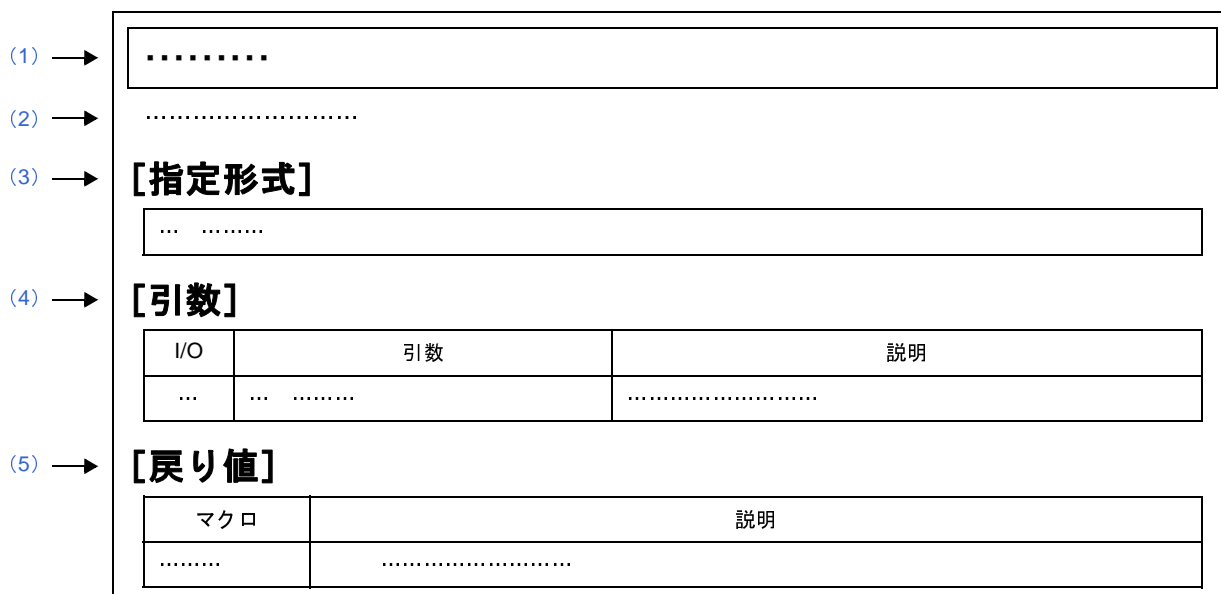 (1) ▪▪▪▪▪▪▪▪▪
(2) ………………………
[指定形式]
… ………
(4) [引数]
I/O 引数 説明
… … ……… ………………………
(5) [戻り値]
マクロ 説明
……… ………………………